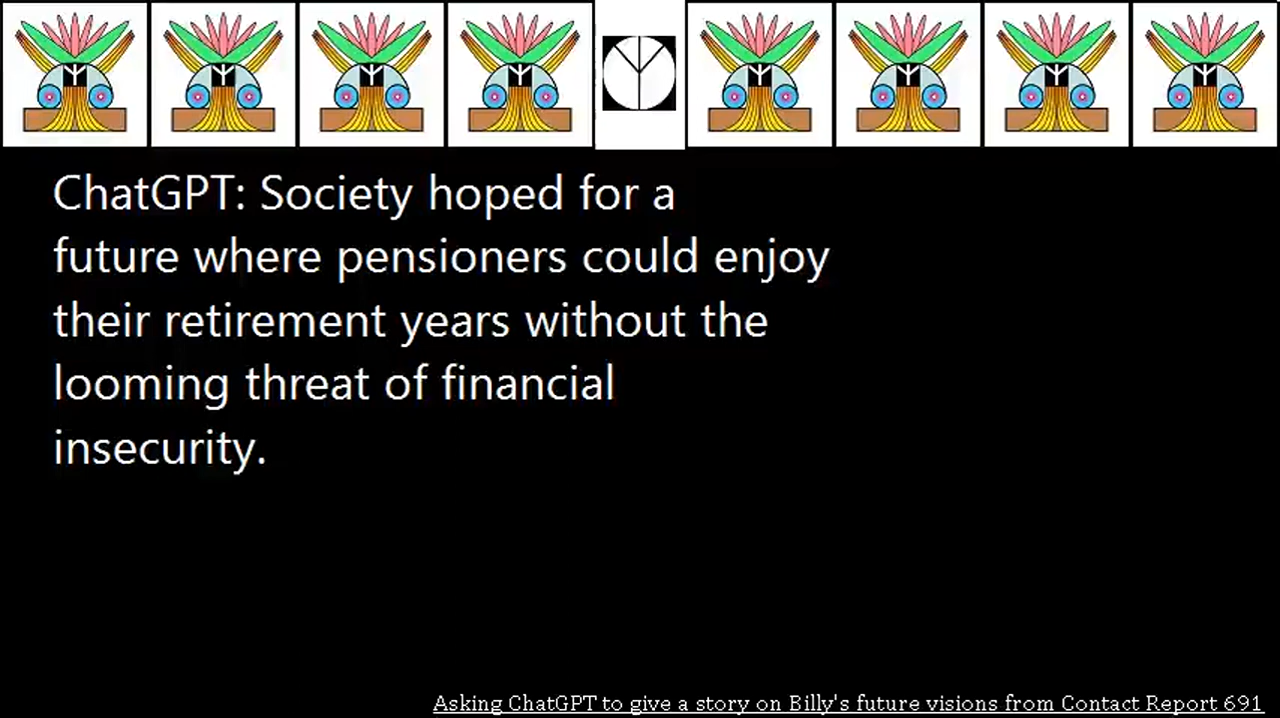 ChatGPT: Society hoped for a
future where pensioners could enjoy
their retirement years without the
looming threat of financial
insecurity.
Asking ChatGPT to give a story on Billy's future visions from Contact Report 691